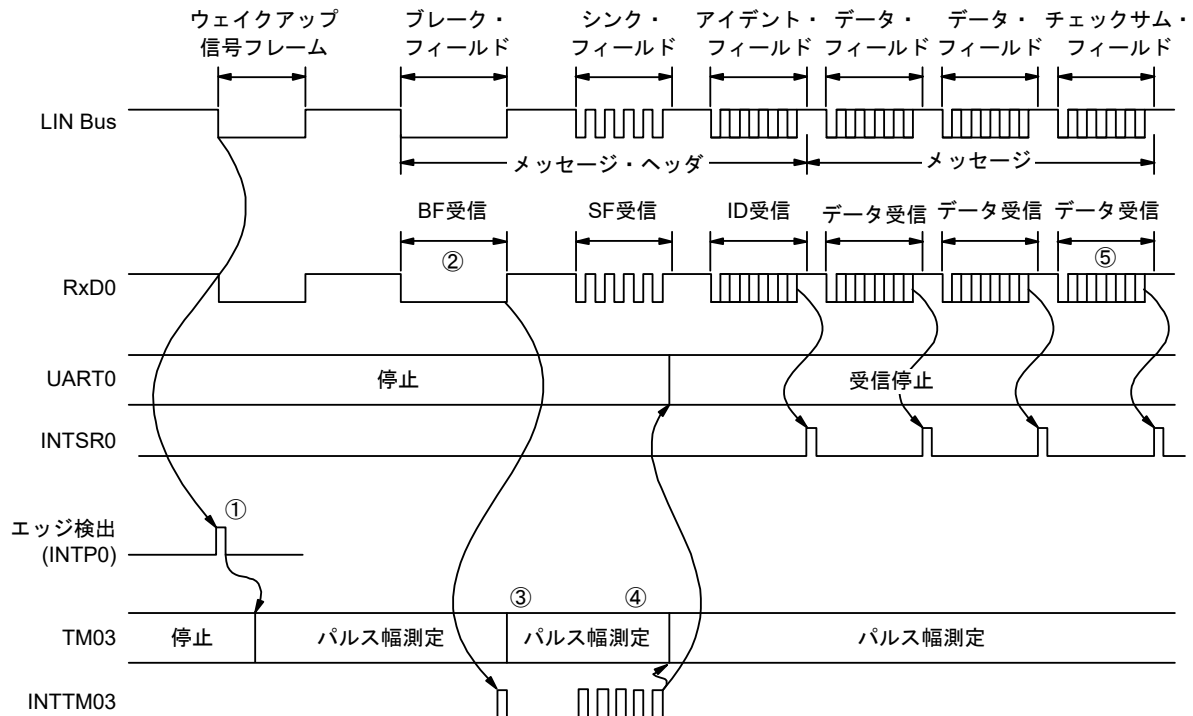 ウェイクアップ
信号フレーム
ブレーク・
フィールド
シンク・
フィールド
アイデント・
フィールド
データ・
フィールド
データ・
フィールド
チェックサム・
フィールド
LIN Bus
メッセージ・ヘッダ
メッセージ
BF受信
SF受信
ID受信
データ受信
データ受信
データ受信
②
⑤
RxD0
UART0
停止
受信停止
INTSR0
①
エッジ検出
(INTP0)
③
④
TM03
停止
パルス幅測定
パルス幅測定
パルス幅測定
INTTM03